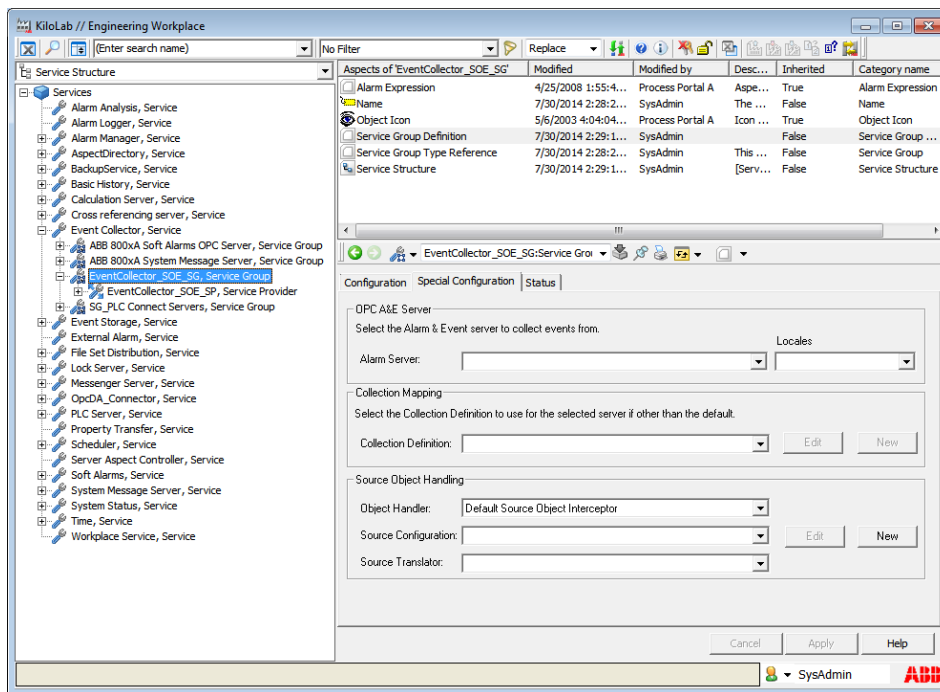 KiloLab // Engineering Workplace
(Enter search name) No Filter Replace
Service Structure
Services
Alarm Analysis, Service
Alarm Logger, Service
Alarm Manager, Service
AspectDirectory, Service
BackupService, Service
Basic History, Service
Calculation Server, Service
Cross referencing server, Service
Event Collector, Service
ABB 800xA Soft Alarms OPC Server, Service Group
ABB 800xA System Message Server, Service Group
EventCollector_SOE_SG, Service Group
EventCollector_SOE_SP, Service Provider
SG_PLC Connect Servers, Service Group
Event Storage, Service
External Alarm, Service
File Set Distribution, Service
Lock Server, Service
Messenger Server, Service
OpcDA_Connector, Service
PLC Server, Service
Property Transfer, Service
Scheduler, Service
Server Aspect Controller, Service
Soft Alarms, Service
System Message Server, Service
System Status, Service
Time, Service
Workplace Service, Service
Aspects of 'EventCollector_SOE_SG' Modified Modified by Desc... Inherited Category name
Alarm Expression 4/25/2008 1:55:4... Process Portal A Aspe... True Alarm Expression
Name 7/30/2014 2:28:2... SysAdmin The ... False Name
Object Icon 5/6/2003 4:04:04... Process Portal A Icon ... True Object Icon
Service Group Definition 7/30/2014 2:29:1... SysAdmin False Service Group ...
Service Group Type Reference 7/30/2014 2:28:2... SysAdmin This ... False Service Group
Service Structure 7/30/2014 2:29:1... SysAdmin [Serv... False Service Structure
EventCollector_SOE_SG:Service Grou
Configuration Special Configuration Status
OPC A&E Server
Select the Alarm & Event server to collect events from.
Locales
Alarm Server:
Collection Mapping
Select the Collection Definition to use for the selected server if other than the default.
Collection Definition: Edit New
Source Object Handling
Object Handler: Default Source Object Interceptor
Source Configuration: Edit New
Source Translator:
Cancel Apply Help
SysAdmin ABB